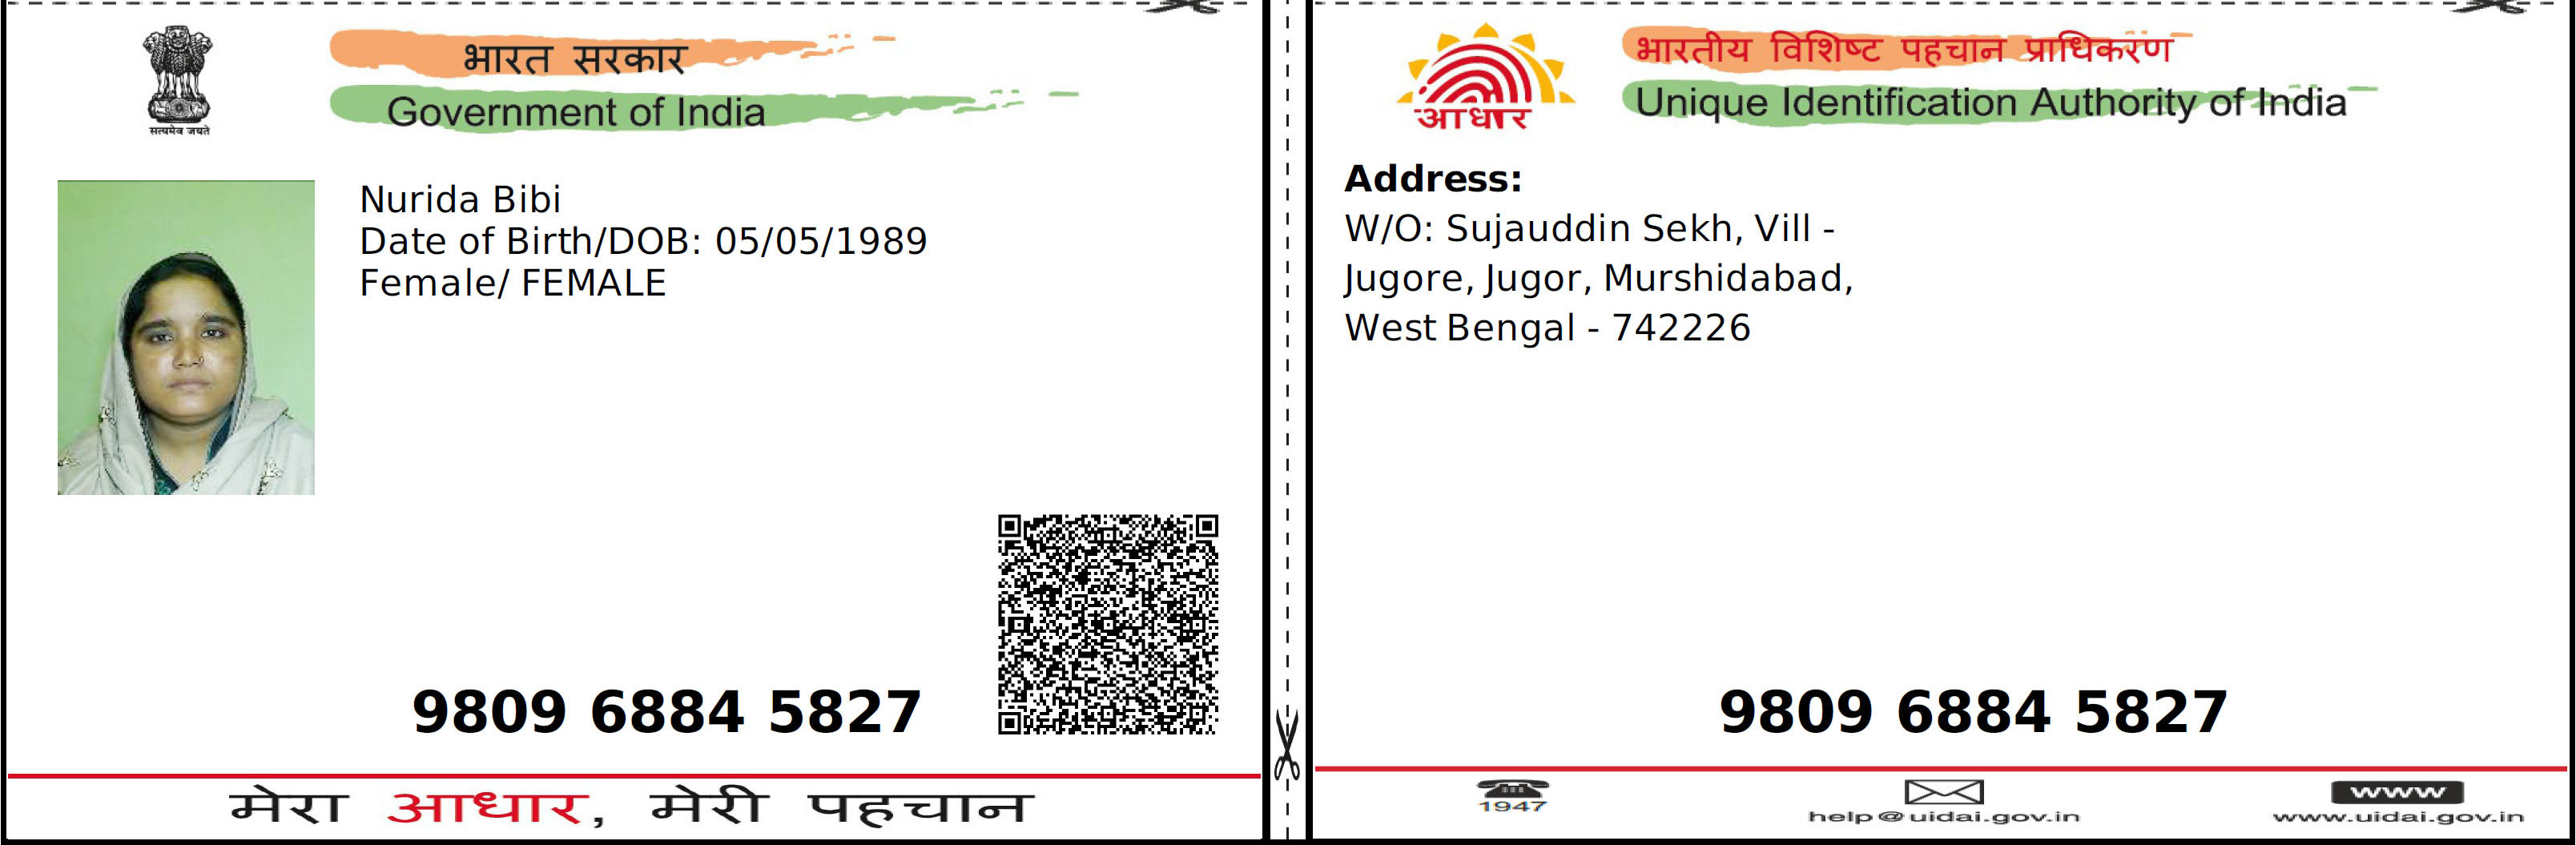 भारत सरकार
Government of India
सत्यमेव जयते
Nurida Bibi
Date of Birth/DOB: 05/05/1989
Female/ FEMALE
9809 6884 5827
मेरा आधार, मेरी पहचान
भारतीय विशिष्ट पहचान प्राधिकरण
Unique Identification Authority of India
आधार
Address:
W/O: Sujauddin Sekh, Vill -
Jugore, Jugor, Murshidabad,
West Bengal - 742226
9809 6884 5827
1947
help@uidai.gov.in
www
www.uidai.gov.in